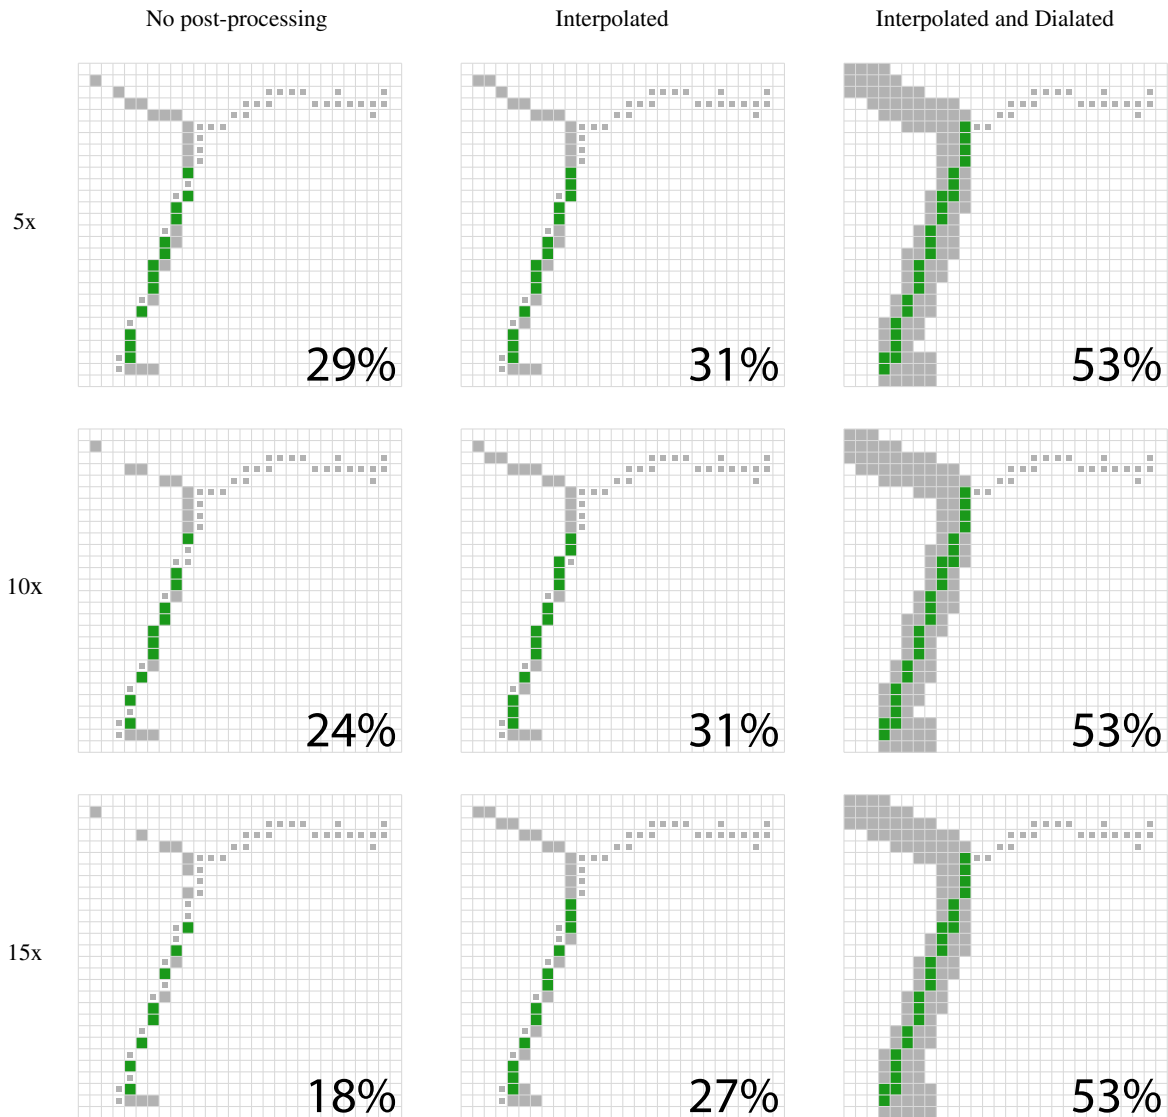 No post-processing
Interpolated
Interpolated and Dialated
5x
29%
31%
53%
10x
24%
31%
53%
15x
18%
27%
53%